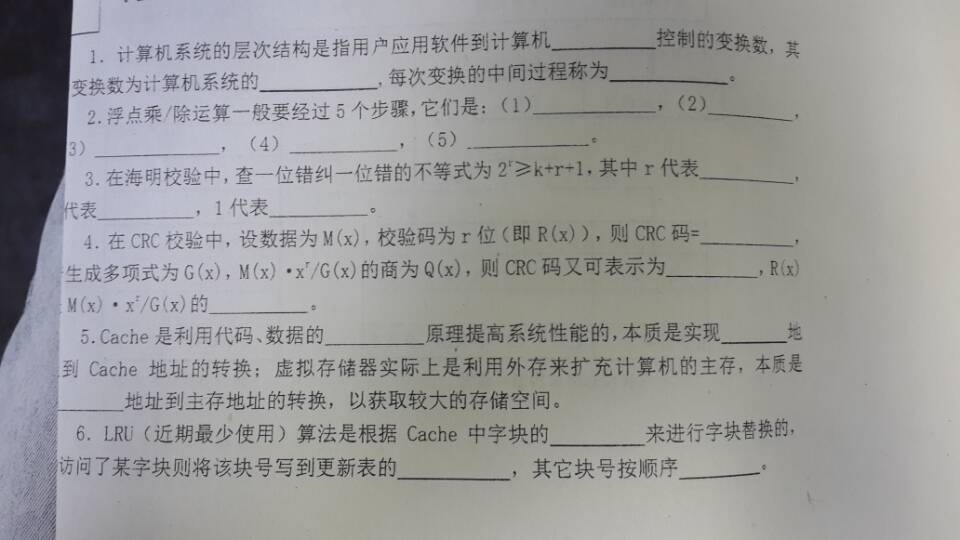 1. 计算机系统的层次结构是指用户应用软件到计算机__________控制的变换数，其
变换数为计算机系统的____________,每次变换的中间过程称为____________。
2.浮点乘/除运算一般要经过5个步骤,它们是:（1）____________，（2）________，
3）____________，（4）__________，（5）____________。
3.在海明校验中,查一位错纠一位错的不等式为 2ʳ≥k+r+1,其中 r 代表_________，
代表_________，1 代表_________。
4.在 CRC 校验中，设数据为 M(x)，校验码为 r 位（即 R(x)），则 CRC 码=_________，
生成多项式为 G(x)，M(x)·xʳ/G(x)的商为 Q(x)，则 CRC 码又可表示为_________，R(x)
M(x)·xʳ/G(x)的_________。
5.Cache 是利用代码、数据的_________原理提高系统性能的,本质是实现______地
到 Cache 地址的转换；虚拟存储器实际上是利用外存来扩充计算机的主存，本质是
______地址到主存地址的转换，以获取较大的存储空间。
6. LRU（近期最少使用）算法是根据 Cache 中字块的_________来进行字块替换的，
访问了某字块则将该块号写到更新表的__________，其它块号按顺序________。